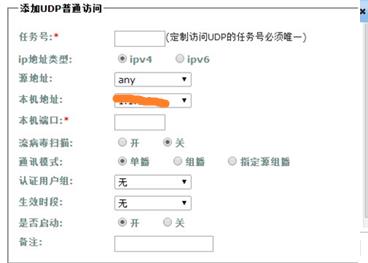 添加UDP普通访问
任务号:* (定制访问UDP的任务号必须唯一)
ip地址类型: ipv4 ipv6
源地址: any
本机地址:*
本机端口:*
流病毒扫描: 开 关
通讯模式: 单播 组播 指定源组播
认证用户组: 无
生效时段: 无
是否启动: 开 关
备注: